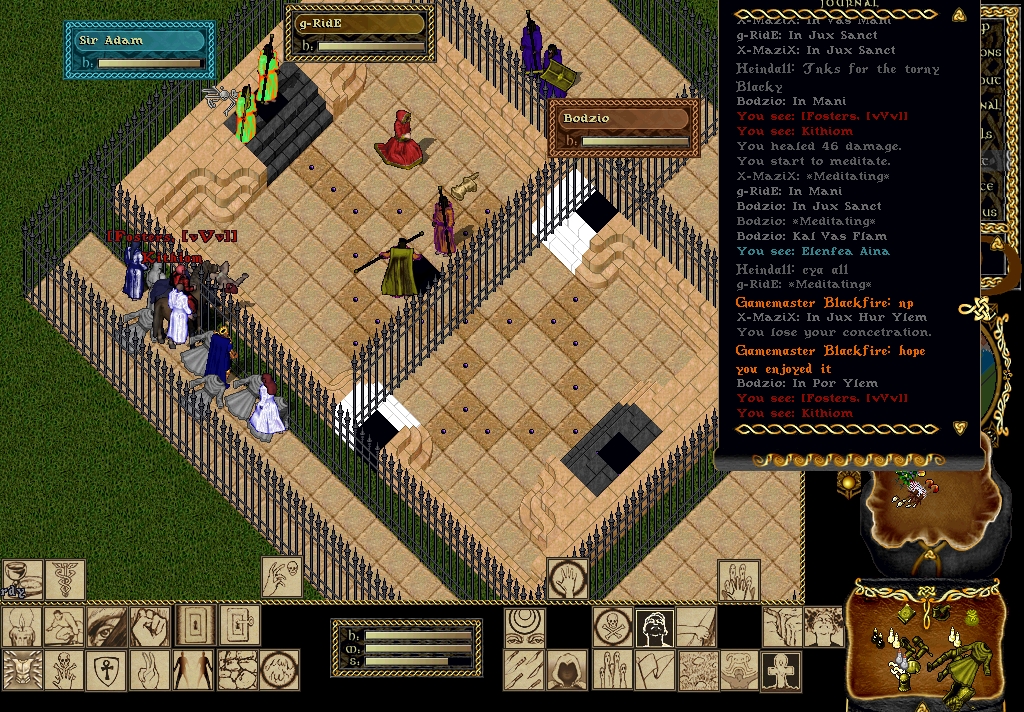 JOURNAL
X-MaziX: In Vas Mani
g-RidE: In Jux Sanct
X-MaziX: In Jux Sanct
Heindall: Tnks for the torny
Blacky
Bodzio: In Mani
You see: [Fosters, [vVv]]
You see: Kithiom
You healed 46 damage.
You start to meditate.
X-MaziX: *Meditating*
g-RidE: In Mani
Bodzio: In Jux Sanct
Bodzio: *Meditating*
Bodzio: Kal Vas Flam
You see: Elenfea Aina
Heindall: cya all
g-RidE: *Meditating*
Gamemaster Blackfire: np
X-MaziX: In Jux Hur Ylem
You lose your concetration.
Gamemaster Blackfire: hope
you enjoyed it
Bodzio: In Por Ylem
You see: [Fosters, [vVv]]
You see: Kithiom
Sir Adam
h:
g-RidE
h:
Bodzio
h:
[Fosters, [vVv]]
Kithiom
h:
m:
s: